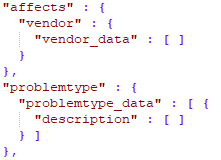 "affects" : {
  "vendor" : {
    "vendor_data" : [ ]
  }
},
"problemtype" : {
  "problemtype_data" : [ {
    "description" : [ ]
  } ]
},